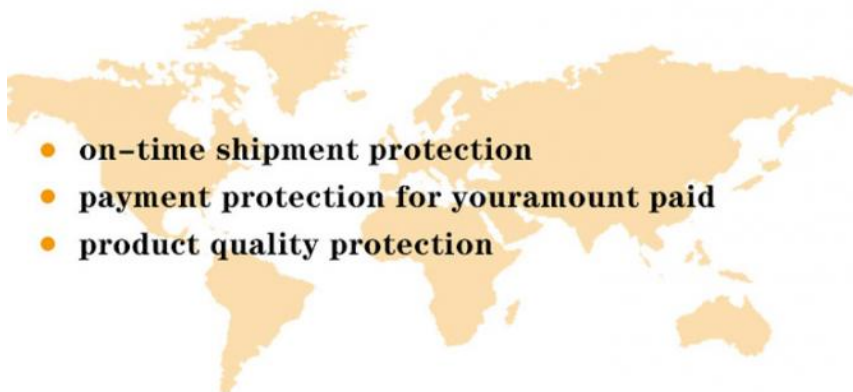 on-time shipment protection
payment protection for youramount paid
product quality protection